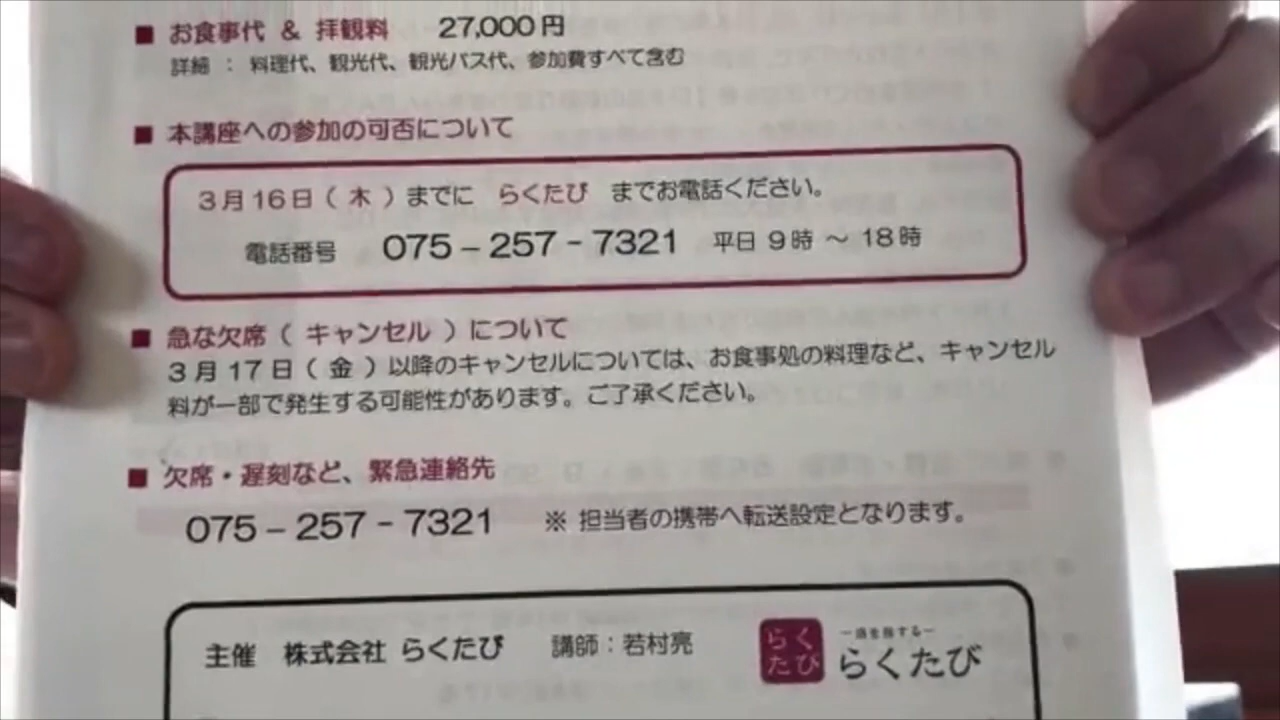 ■ お食事代 & 拝観料 27,000円
詳細 : 料理代、観光代、観光バス代、参加費すべて含む
■ 本講座への参加の可否について
3月16日( 木 )までに らくたび までお電話ください。
電話番号 075-257-7321 平日 9時 ~ 18時
■ 急な欠席( キャンセル )について
3月17日( 金 )以降のキャンセルについては、お食事処の料理など、キャンセル
料が一部で発生する可能性があります。ご了承ください。
■ 欠席・遅刻など、緊急連絡先
075-257-7321 ※ 担当者の携帯へ転送設定となります。
主催 株式会社 らくたび 講師:若村亮
らく
たび
らくたび